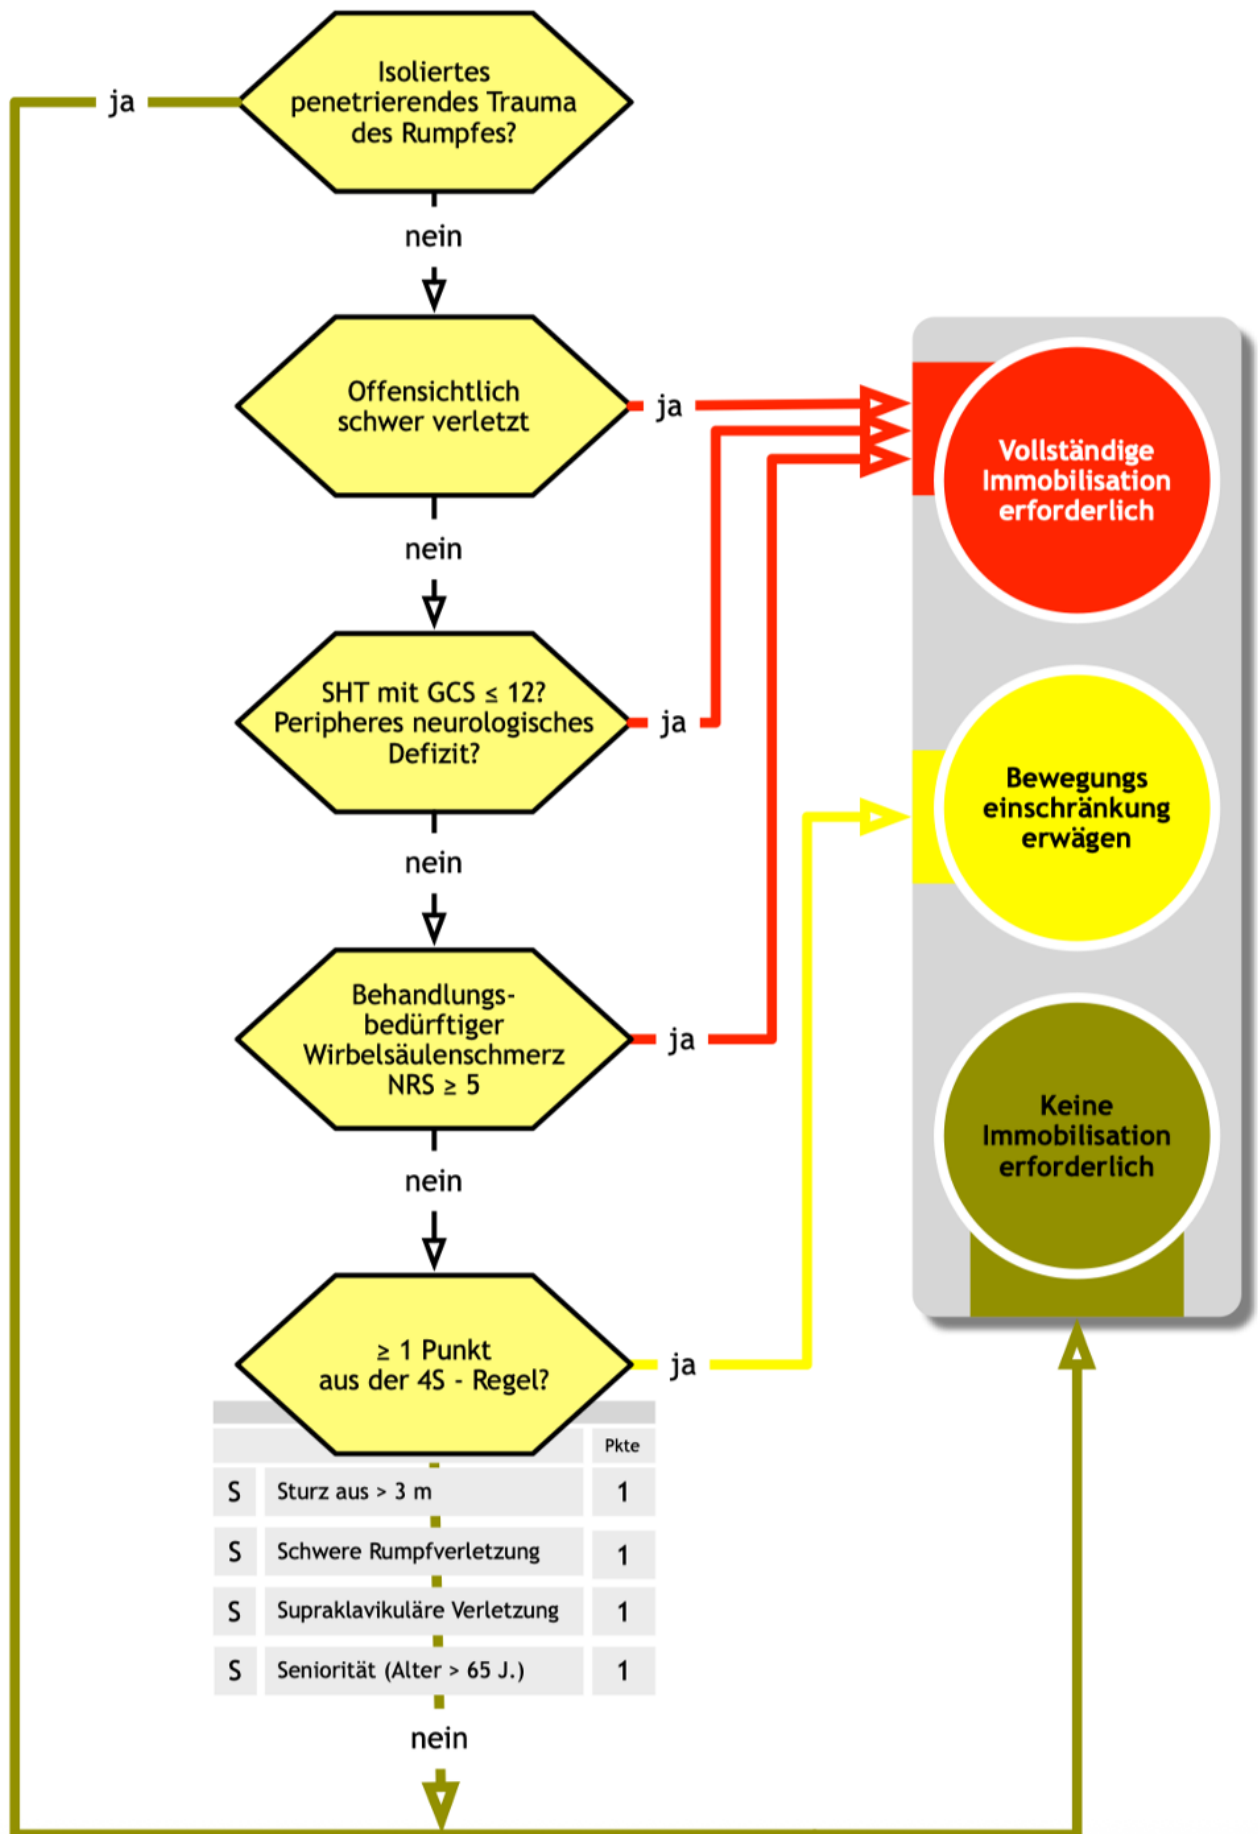 Isoliertes
penetrierendes Trauma
des Rumpfes?
ja
nein
Offensichtlich
schwer verletzt
ja
nein
SHT mit GCS ≤ 12?
Peripheres neurologisches
Defizit?
ja
nein
Behandlungs-
bedürftiger
Wirbelsäulenschmerz
NRS ≥ 5
ja
nein
≥ 1 Punkt
aus der 4S - Regel?
ja
Pkte
S Sturz aus > 3 m 1
S Schwere Rumpfverletzung 1
S Supraklavikuläre Verletzung 1
S Seniorität (Alter > 65 J.) 1
nein
Vollständige
Immobilisation
erforderlich
Bewegungs
einschränkung
erwägen
Keine
Immobilisation
erforderlich